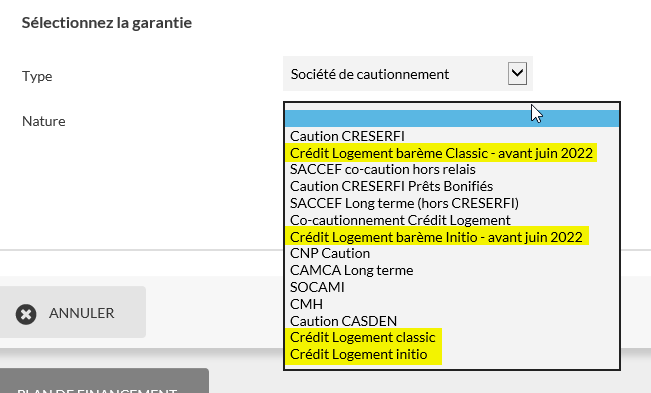 Sélectionnez la garantie
Type
Société de cautionnement
Nature
Caution CRESERFI
Crédit Logement barème Classic - avant juin 2022
SACCEF co-caution hors relais
Caution CRESERFI Prêts Bonifiés
SACCEF Long terme (hors CRESERFI)
Co-cautionnement Crédit Logement
Crédit Logement barème Initio - avant juin 2022
CNP Caution
CAMCA Long terme
SOCAMI
CMH
Caution CASDEN
Crédit Logement classic
Crédit Logement initio
ANNULER
PLAN DE FINANCEMENT